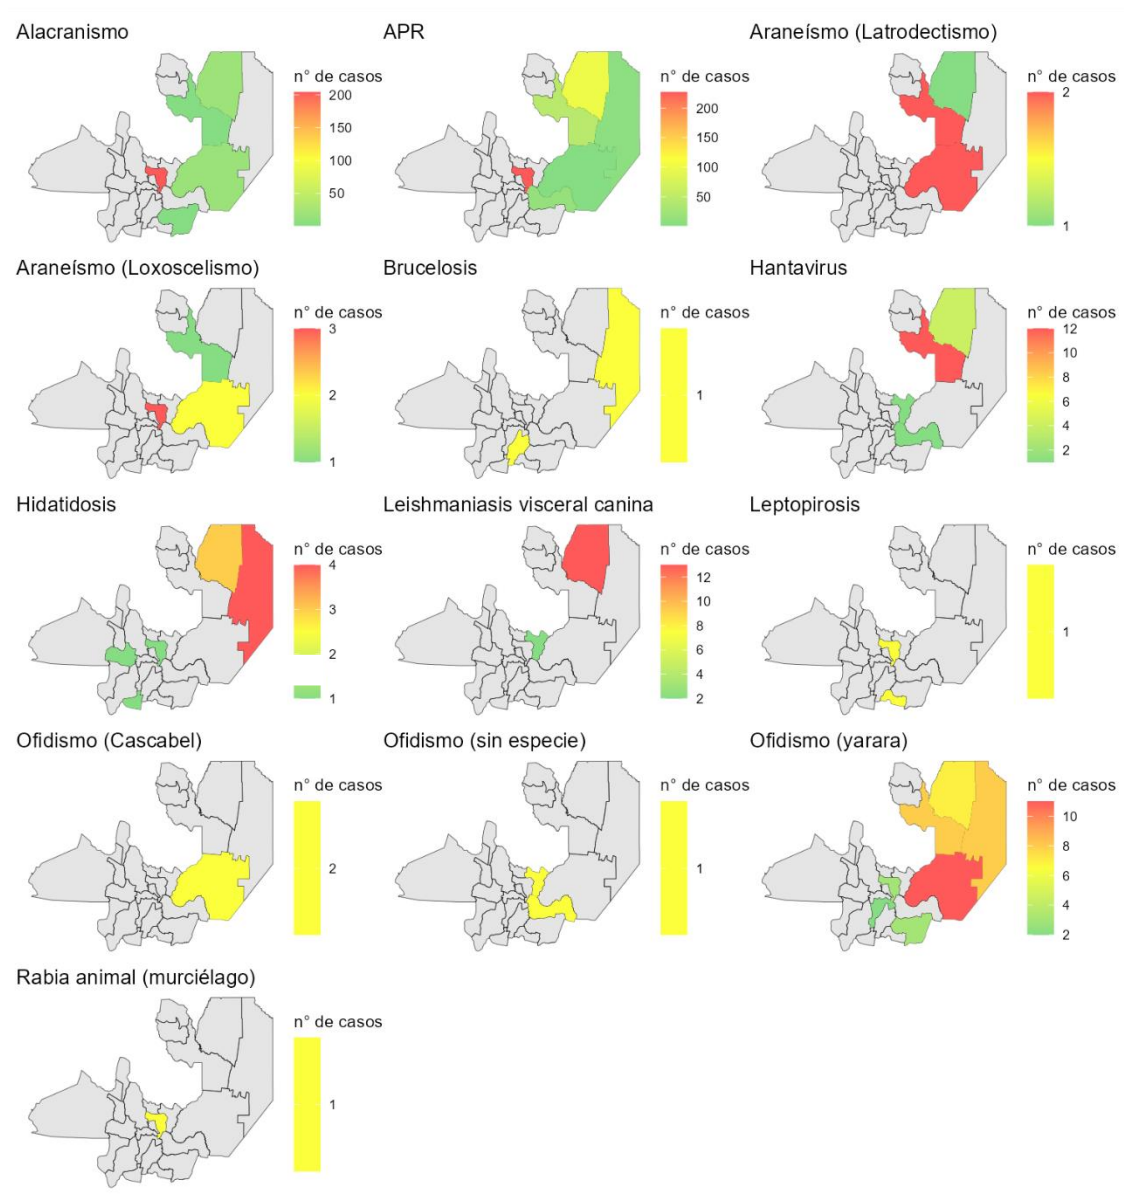 Alacranismo
n° de casos
200
150
100
50
APR
n° de casos
200
150
100
50
Araneísmo (Latrodectismo)
n° de casos
2
1
Araneísmo (Loxoscelismo)
n° de casos
3
2
1
Brucelosis
n° de casos
1
Hantavirus
n° de casos
12
10
8
6
4
2
Hidatidosis
n° de casos
4
3
2
1
Leishmaniasis visceral canina
n° de casos
12
10
8
6
4
2
Leptopirosis
n° de casos
1
Ofidismo (Cascabel)
n° de casos
2
Ofidismo (sin especie)
n° de casos
1
Ofidismo (yarara)
n° de casos
10
8
6
4
2
Rabia animal (murciélago)
n° de casos
1